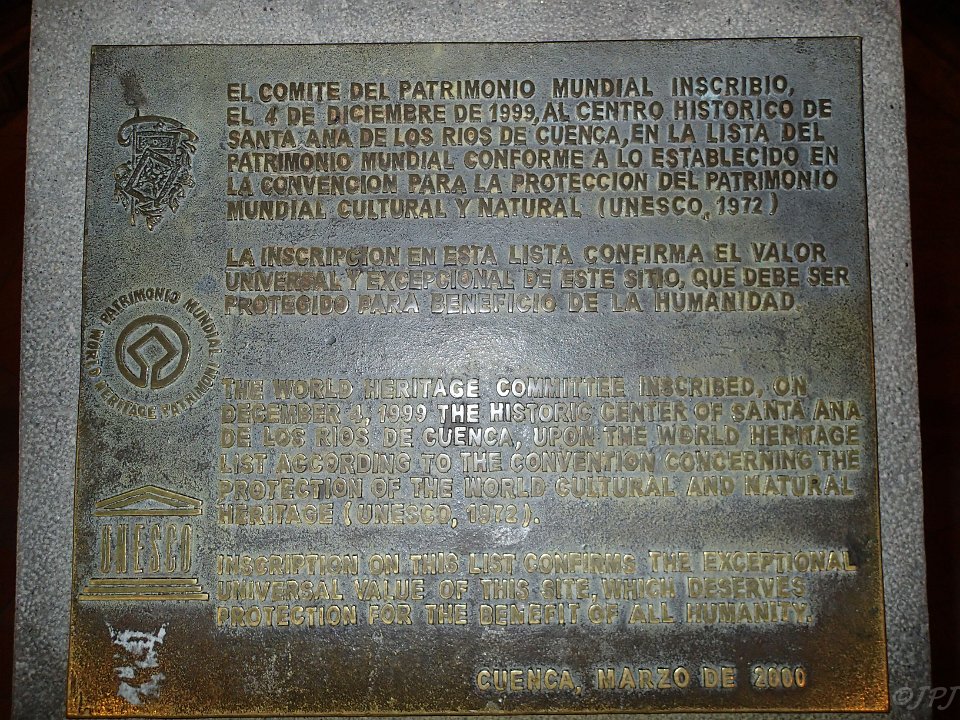 EL COMITE DEL PATRIMONIO MUNDIAL INSCRIBIO,
EL 4 DE DICIEMBRE DE 1999, AL CENTRO HISTORICO DE
SANTA ANA DE LOS RIOS DE CUENCA, EN LA LISTA DEL
PATRIMONIO MUNDIAL CONFORME A LO ESTABLECIDO EN
LA CONVENCION PARA LA PROTECCION DEL PATRIMONIO
MUNDIAL CULTURAL Y NATURAL (UNESCO, 1972)
LA INSCRIPCION EN ESTA LISTA CONFIRMA EL VALOR
UNIVERSAL Y EXCEPCIONAL DE ESTE SITIO, QUE DEBE SER
PROTEGIDO PARA BENEFICIO DE LA HUMANIDAD.
PATRIMONIO MUNDIAL
WORLD HERITAGE PATRIMONI
THE WORLD HERITAGE COMMITTEE INSCRIBED, ON
DECEMBER 4, 1999 THE HISTORIC CENTER OF SANTA ANA
DE LOS RIOS DE CUENCA, UPON THE WORLD HERITAGE
LIST ACCORDING TO THE CONVENTION CONCERNING THE
PROTECTION OF THE WORLD CULTURAL AND NATURAL
HERITAGE (UNESCO, 1972).
UNESCO
INSCRIPTION ON THIS LIST CONFIRMS THE EXCEPTIONAL
UNIVERSAL VALUE OF THIS SITE, WHICH DESERVES
PROTECTION FOR THE BENEFIT OF ALL HUMANITY.
CUENCA, MARZO DE 2000
©JPJ